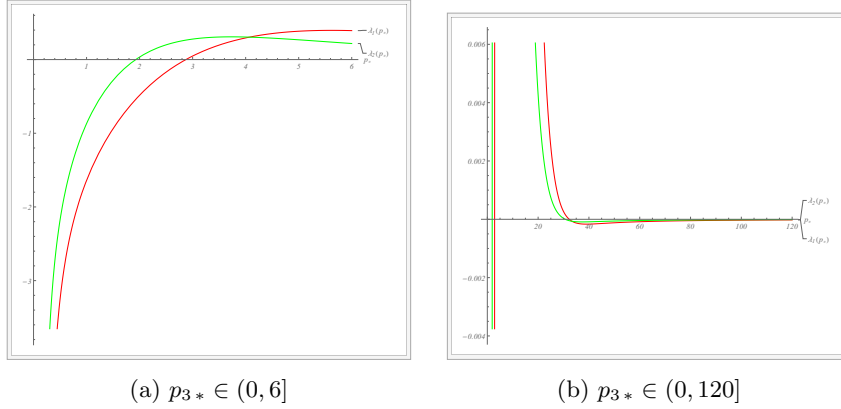 λ₁(p*)
λ₂(p*)
p*
1 2 3 4 5 6
-1
-2
-3
(a) p₃* ∈ (0, 6]
0.006
0.004
0.002
-0.002
-0.004
20 40 60 80 100 120
λ₂(p*)
p*
λ₁(p*)
(b) p₃* ∈ (0, 120]